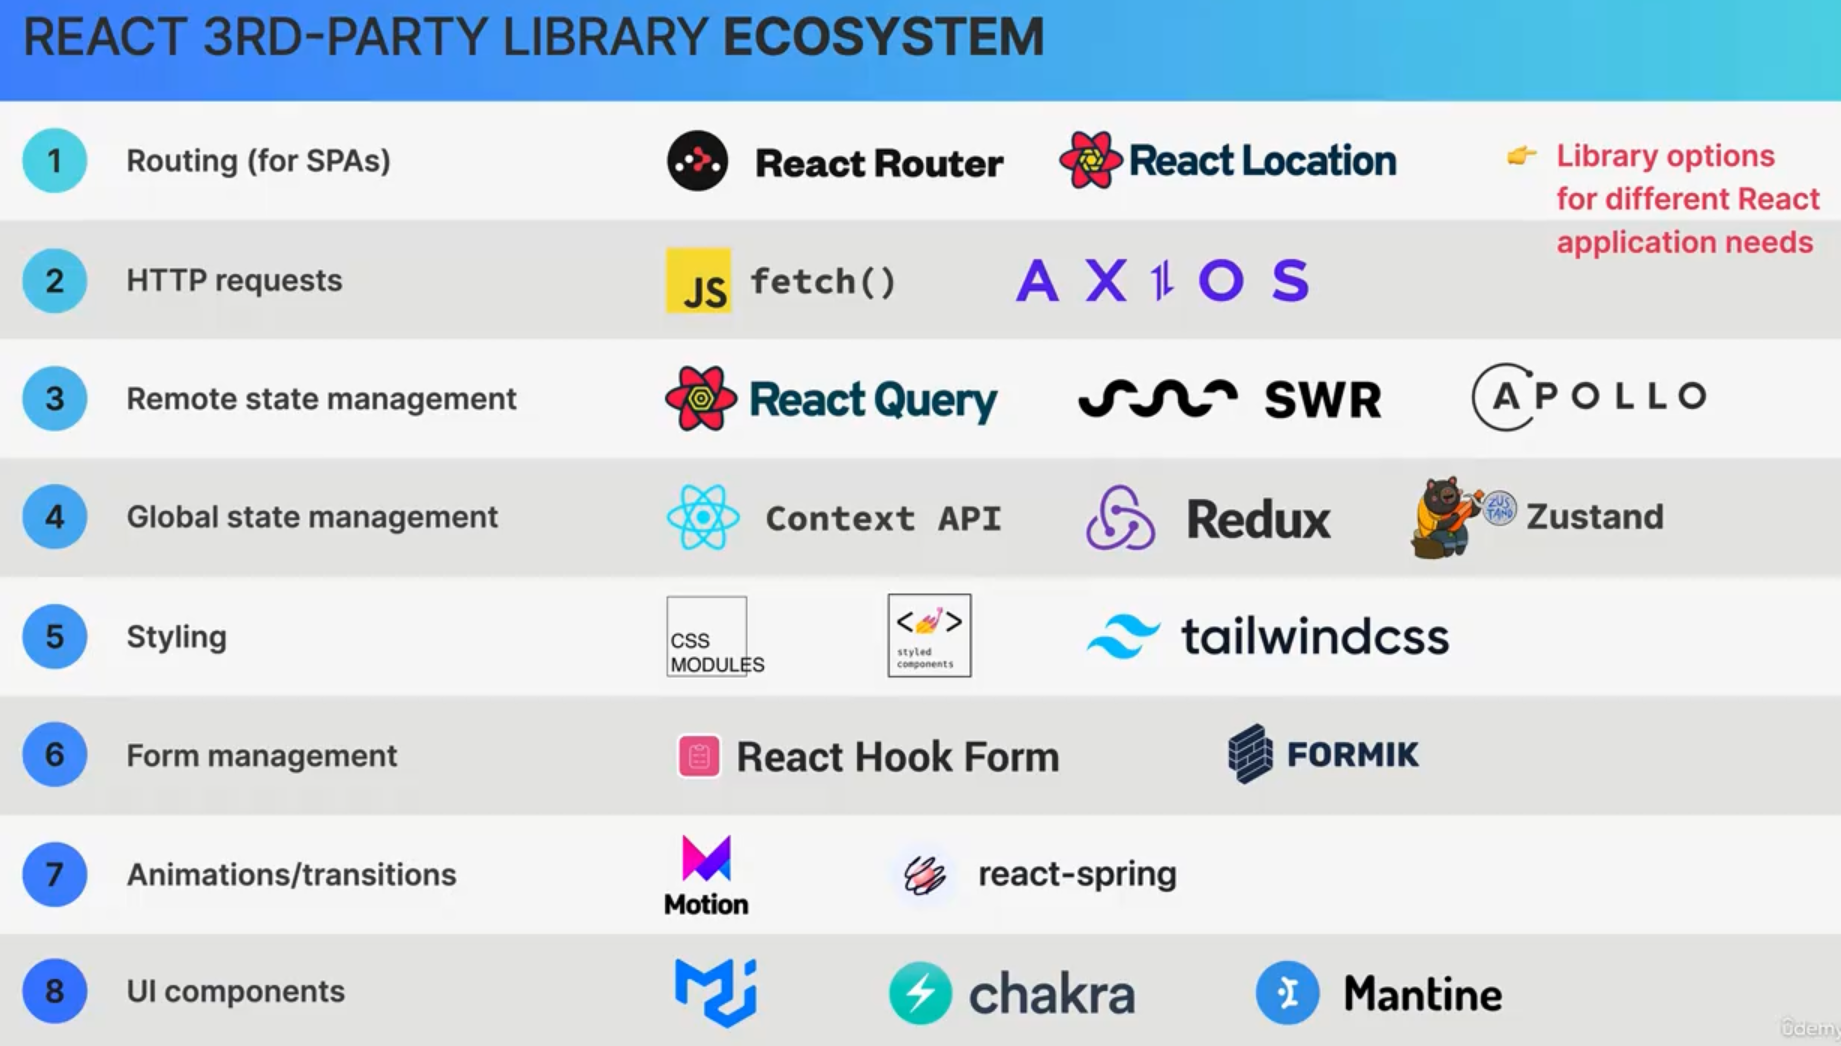 REACT 3RD-PARTY LIBRARY ECOSYSTEM
1 Routing (for SPAs) React Router React Location 👉 Library options
for different React
application needs
2 HTTP requests JS fetch() AXIOS
3 Remote state management React Query SWR APOLLO
4 Global state management Context API Redux ZUSTAND Zustand
5 Styling CSS MODULES <💅> styled components tailwindcss
6 Form management React Hook Form FORMIK
7 Animations/transitions Motion react-spring
8 UI components MUI chakra Mantine
ûdemy